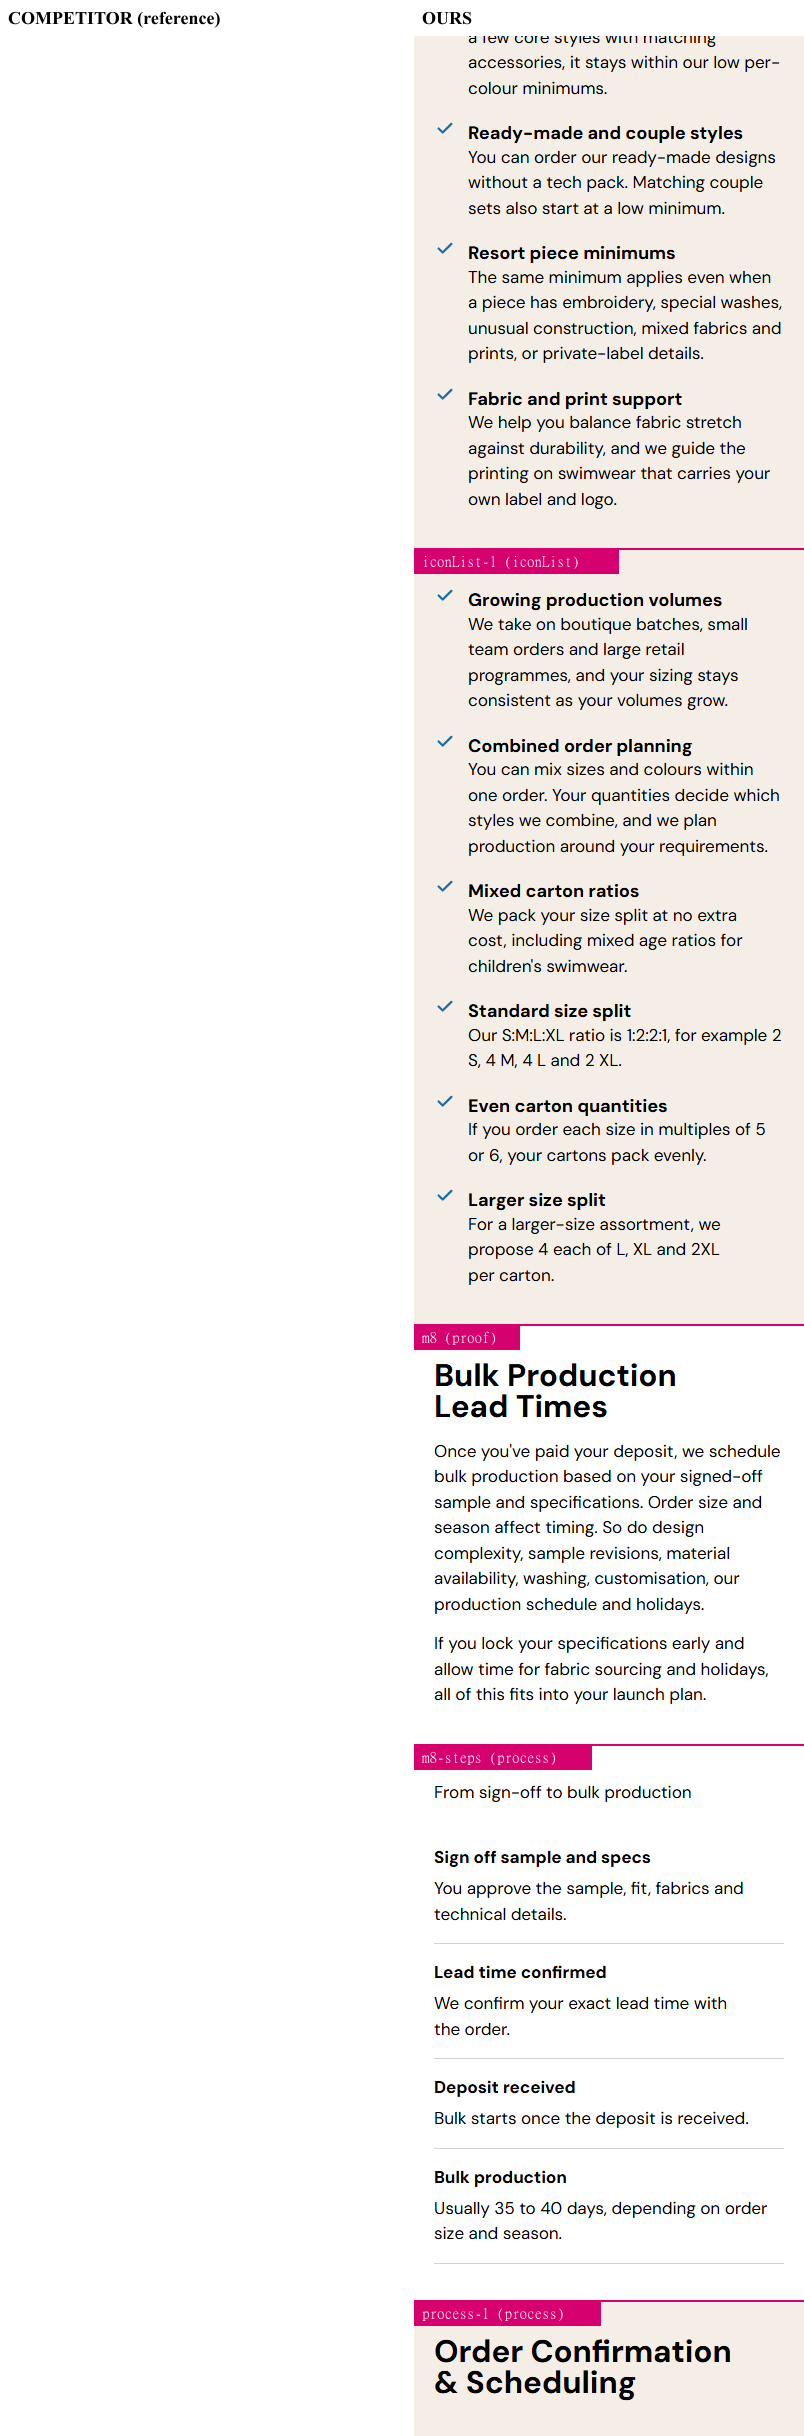 COMPETITOR (reference)
OURS
a few core styles with matching
accessories, it stays within our low per-
colour minimums.
Ready-made and couple styles
You can order our ready-made designs
without a tech pack. Matching couple
sets also start at a low minimum.
Resort piece minimums
The same minimum applies even when
a piece has embroidery, special washes,
unusual construction, mixed fabrics and
prints, or private-label details.
Fabric and print support
We help you balance fabric stretch
against durability, and we guide the
printing on swimwear that carries your
own label and logo.
iconList-1 (iconList)
Growing production volumes
We take on boutique batches, small
team orders and large retail
programmes, and your sizing stays
consistent as your volumes grow.
Combined order planning
You can mix sizes and colours within
one order. Your quantities decide which
styles we combine, and we plan
production around your requirements.
Mixed carton ratios
We pack your size split at no extra
cost, including mixed age ratios for
children's swimwear.
Standard size split
Our S:M:L:XL ratio is 1:2:2:1, for example 2
S, 4 M, 4 L and 2 XL.
Even carton quantities
If you order each size in multiples of 5
or 6, your cartons pack evenly.
Larger size split
For a larger-size assortment, we
propose 4 each of L, XL and 2XL
per carton.
m8 (proof)
Bulk Production
Lead Times
Once you've paid your deposit, we schedule
bulk production based on your signed-off
sample and specifications. Order size and
season affect timing. So do design
complexity, sample revisions, material
availability, washing, customisation, our
production schedule and holidays.
If you lock your specifications early and
allow time for fabric sourcing and holidays,
all of this fits into your launch plan.
m8-steps (process)
From sign-off to bulk production
Sign off sample and specs
You approve the sample, fit, fabrics and
technical details.
Lead time confirmed
We confirm your exact lead time with
the order.
Deposit received
Bulk starts once the deposit is received.
Bulk production
Usually 35 to 40 days, depending on order
size and season.
process-1 (process)
Order Confirmation
& Scheduling